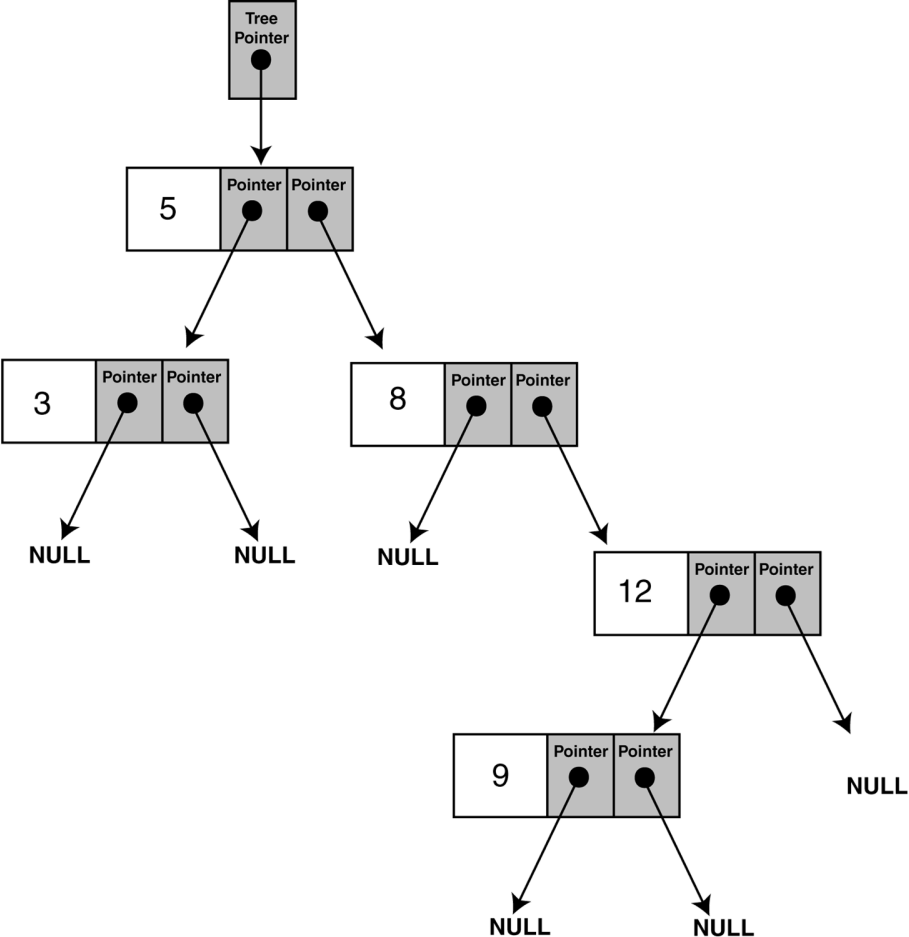 Tree
Pointer
5
Pointer
Pointer
3
Pointer
Pointer
8
Pointer
Pointer
NULL
NULL
NULL
12
Pointer
Pointer
9
Pointer
Pointer
NULL
NULL
NULL